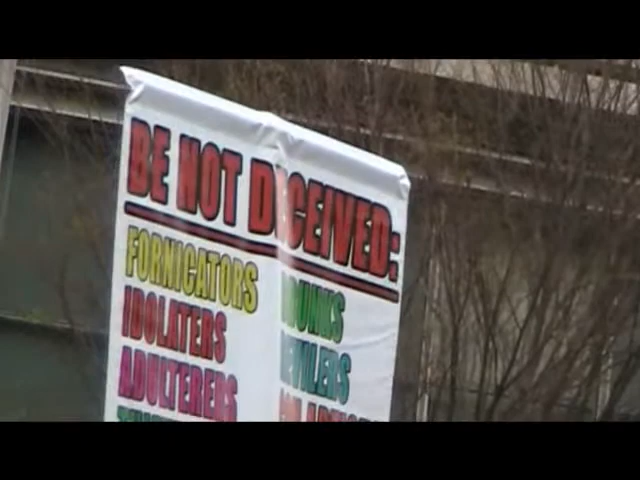 BE NOT DECEIVED:
FORNICATORS
IDOLATERS
ADULTERERS
DRUNKS
REVILERS